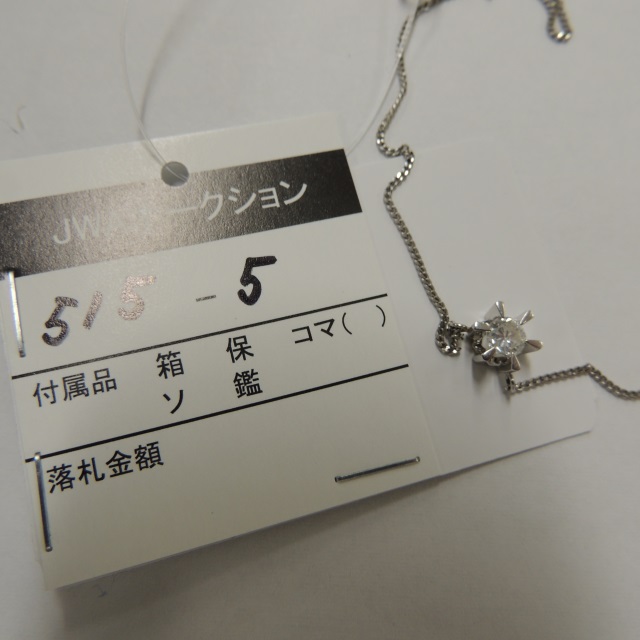 JW クション
515 - 5
付属品 箱 保 コマ( )
ソ 鑑
落札金額